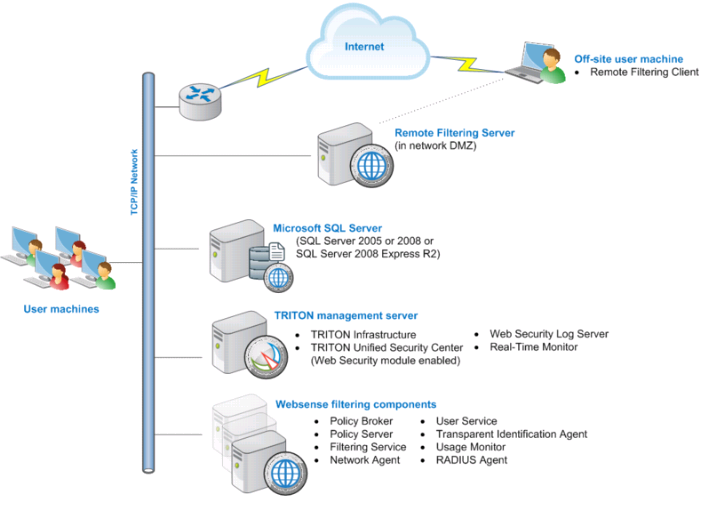 Internet
Off-site user machine
• Remote Filtering Client
Remote Filtering Server
(in network DMZ)
TCP/IP Network
Microsoft SQL Server
(SQL Server 2005 or 2008 or
SQL Server 2008 Express R2)
User machines
TRITON management server
• TRITON Infrastructure
• TRITON Unified Security Center
(Web Security module enabled)
• Web Security Log Server
• Real-Time Monitor
Websense filtering components
• Policy Broker
• Policy Server
• Filtering Service
• Network Agent
• User Service
• Transparent Identification Agent
• Usage Monitor
• RADIUS Agent